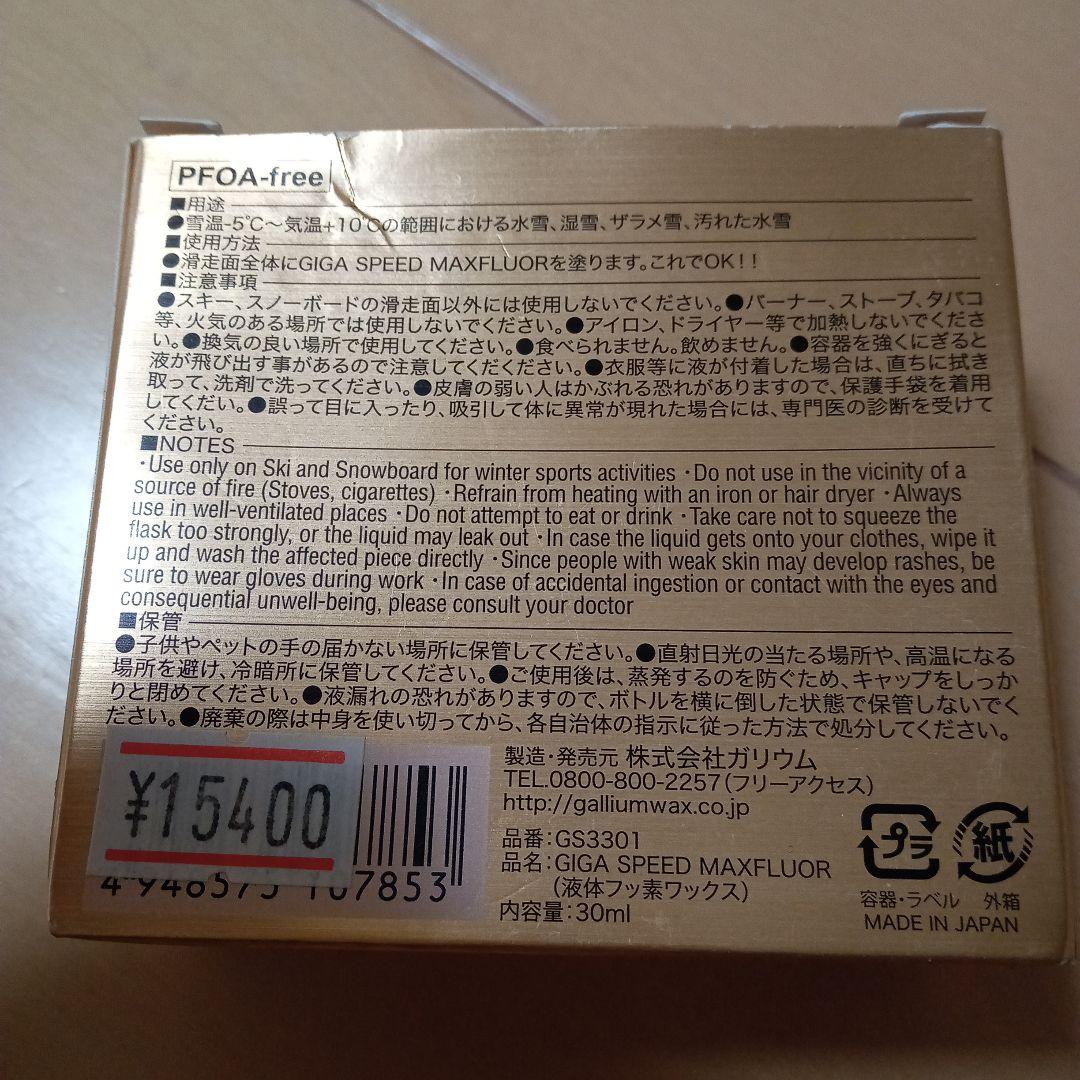 PFOA-free
■用途
●雪温-5℃～気温+10℃の範囲における水雪、湿雪、ザラメ雪、汚れた水雪
■使用方法
●滑走面全体にGIGA SPEED MAXFLUORを塗ります。これでOK!!
■注意事項
●スキー、スノーボードの滑走面以外には使用しないでください。●バーナー、ストーブ、タバコ
等、火気のある場所では使用しないでください。●アイロン、ドライヤー等で加熱しないでくださ
い。●換気の良い場所で使用してください。●食べられません。飲めません。●容器を強くにぎると
液が飛び出す事があるので注意してだください。●衣服等に液が付着した場合は、直ちに拭き
取って、洗剤で洗ってください。●皮膚の弱い人はかぶれる恐れがありますので、保護手袋を着用
してくだい。●誤って目に入ったり、吸引して体に異常が現れた場合には、専門医の診断を受けて
ください。
■NOTES
·Use only on Ski and Snowboard for winter sports activities ·Do not use in the vicinity of a
source of fire (Stoves, cigarettes) ·Refrain from heating with an iron or hair dryer ·Always
use in well-ventilated places ·Do not attempt to eat or drink ·Take care not to squeeze the
flask too strongly, or the liquid may leak out ·In case the liquid gets onto your clothes, wipe it
up and wash the affected piece directly ·Since people with weak skin may develop rashes, be
sure to wear gloves during work ·In case of accidental ingestion or contact with the eyes and
consequential unwell-being, please consult your doctor
■保管
●子供やペットの手の届かない場所に保管してください。●直射日光の当たる場所や、高温になる
場所を避け、冷暗所に保管してください。●ご使用後は、蒸発するのを防ぐため、キャップをしっか
りと閉めてください。●液漏れの恐れがありますので、ボトルを横に倒した状態で保管しないでく
ださい。●廃棄の際は中身を使い切ってから、各自治体の指示に従った方法で処分してください。
¥15400
4 948575 107853
製造・発売元 株式会社ガリウム
TEL.0800-800-2257(フリーアクセス)
http://galliumwax.co.jp
品番：GS3301
品名：GIGA SPEED MAXFLUOR
(液体フッ素ワックス)
内容量：30ml
プラ
紙
容器・ラベル 外箱
MADE IN JAPAN